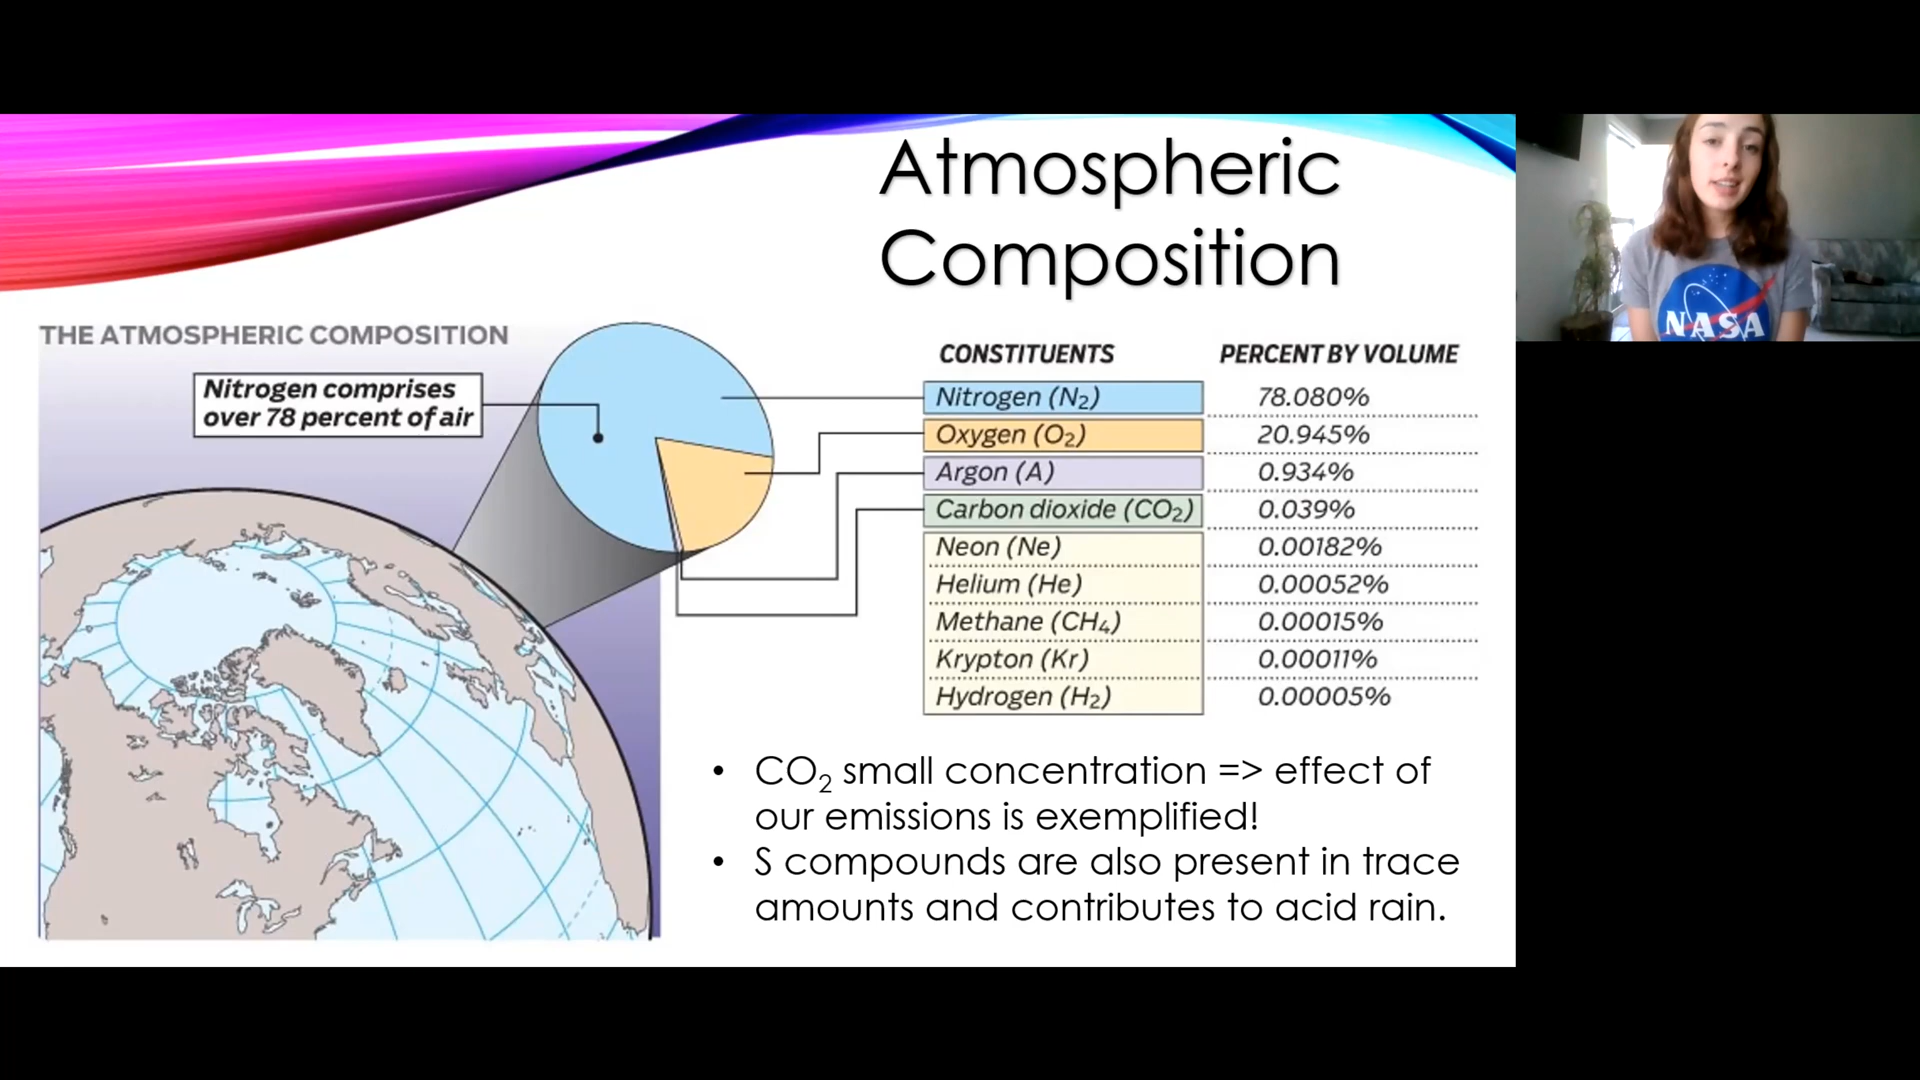 Atmospheric
Composition
THE ATMOSPHERIC COMPOSITION
Nitrogen comprises
over 78 percent of air
CONSTITUENTS PERCENT BY VOLUME
Nitrogen (N₂) 78.080%
Oxygen (O₂) 20.945%
Argon (A) 0.934%
Carbon dioxide (CO₂) 0.039%
Neon (Ne) 0.00182%
Helium (He) 0.00052%
Methane (CH₄) 0.00015%
Krypton (Kr) 0.00011%
Hydrogen (H₂) 0.00005%
• CO₂ small concentration => effect of
our emissions is exemplified!
• S compounds are also present in trace
amounts and contributes to acid rain.
NASA